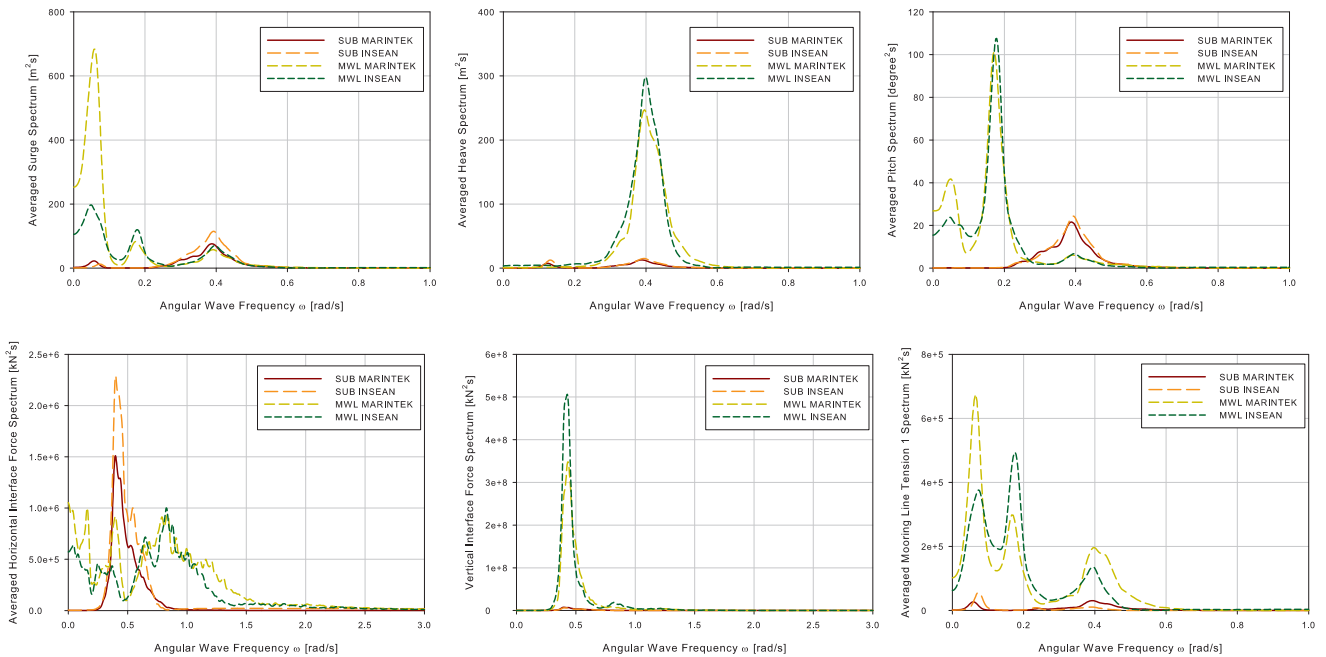 800
600
400
200
0
0.0 0.2 0.4 0.6 0.8 1.0
Averaged Surge Spectrum [m²s]
Angular Wave Frequency ω [rad/s]
SUB MARINTEK
SUB INSEAN
MWL MARINTEK
MWL INSEAN
400
300
200
100
0
0.0 0.2 0.4 0.6 0.8 1.0
Averaged Heave Spectrum [m²s]
Angular Wave Frequency ω [rad/s]
SUB MARINTEK
SUB INSEAN
MWL MARINTEK
MWL INSEAN
120
100
80
60
40
20
0
0.0 0.2 0.4 0.6 0.8 1.0
Averaged Pitch Spectrum [degree²s]
Angular Wave Frequency ω [rad/s]
SUB MARINTEK
SUB INSEAN
MWL MARINTEK
MWL INSEAN
2.5e+6
2.0e+6
1.5e+6
1.0e+6
5.0e+5
0.0
0.0 0.5 1.0 1.5 2.0 2.5 3.0
Averaged Horizontal Interface Force Spectrum [kN²s]
Angular Wave Frequency ω [rad/s]
SUB MARINTEK
SUB INSEAN
MWL MARINTEK
MWL INSEAN
6e+8
5e+8
4e+8
3e+8
2e+8
1e+8
0
0.0 0.5 1.0 1.5 2.0 2.5 3.0
Vertical Interface Force Spectrum [kN²s)
Angular Wave Frequency ω [rad/s]
SUB MARINTEK
SUB INSEAN
MWL MARINTEK
MWL INSEAN
8e+5
6e+5
4e+5
2e+5
0
0.0 0.2 0.4 0.6 0.8 1.0
Averaged Mooring Line Tension 1 Spectrum [kN²s]
Angular Wave Frequency ω [rad/s]
SUB MARINTEK
SUB INSEAN
MWL MARINTEK
MWL INSEAN